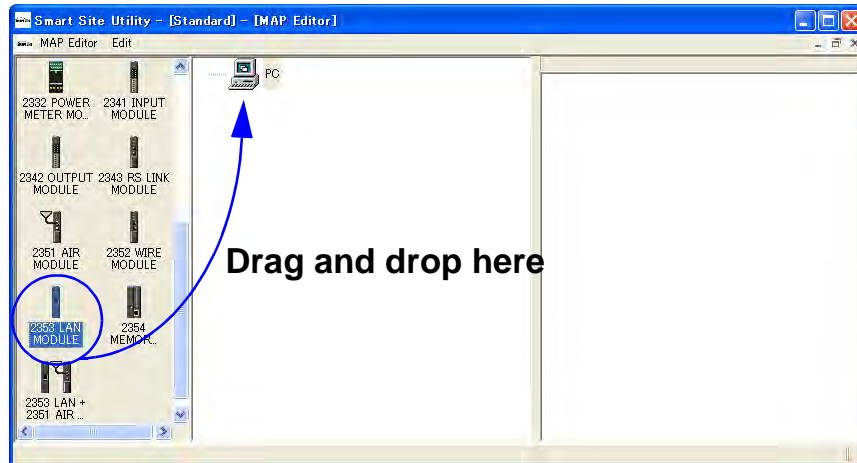 Smart Site Utility - [Standard] - [MAP Editor]
MAP Editor Edit
PC
2332 POWER METER MO...
2341 INPUT MODULE
2342 OUTPUT MODULE
2343 RS LINK MODULE
2351 AIR MODULE
2352 WIRE MODULE
Drag and drop here
2353 LAN MODULE
2354 MEMOR...
2353 LAN + 2351 AIR ...